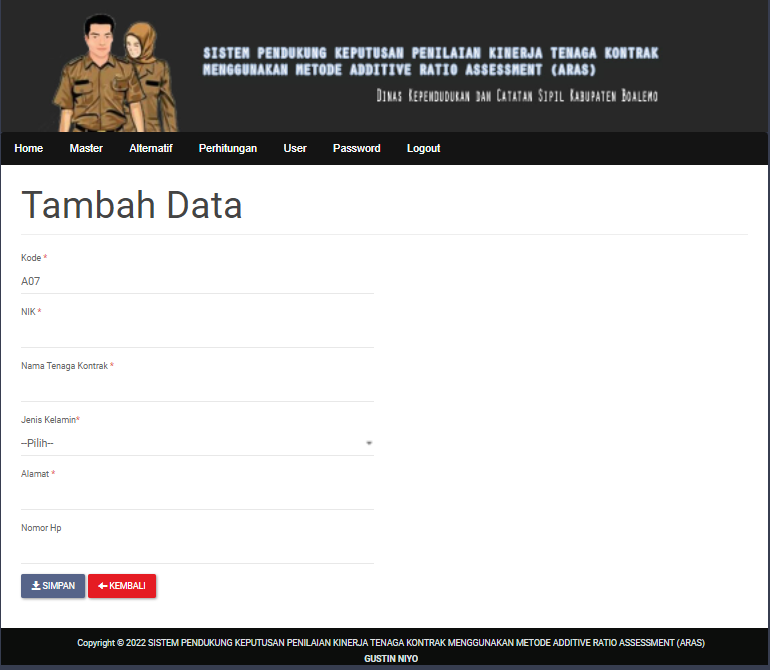 SISTEM PENDUKUNG KEPUTUSAN PENILAIAN KINERJA TENAGA KONTRAK
MENGGUNAKAN METODE ADDITIVE RATIO ASSESSMENT (ARAS)
DINAS KEPENDUDUKAN DAN CATATAN SIPIL KABUPATEN BOALEMO
Home Master Alternatif Perhitungan User Password Logout
Tambah Data
Kode *
A07
NIK *
Nama Tenaga Kontrak *
Jenis Kelamin*
--Pilih--
Alamat *
Nomor Hp
SIMPAN KEMBALI
Copyright © 2022 SISTEM PENDUKUNG KEPUTUSAN PENILAIAN KINERJA TENAGA KONTRAK MENGGUNAKAN METODE ADDITIVE RATIO ASSESSMENT (ARAS)
GUSTIN NIYO